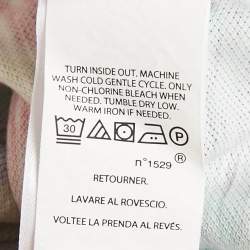 TURN INSIDE OUT. MACHINE
WASH COLD GENTLE CYCLE. ONLY
NON-CHLORINE BLEACH WHEN
NEEDED. TUMBLE DRY LOW.
WARM IRON IF NEEDED.
30 P
n°1529 ®
RETOURNER.
LAVARE AL ROVESCIO.
VOLTEE LA PRENDA AL REVÉS.